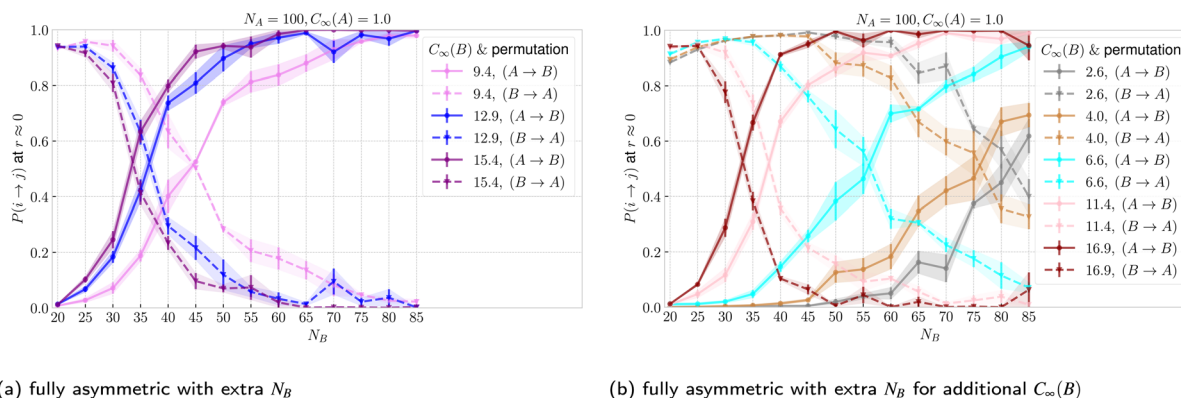 N_A = 100, C_∞(A) = 1.0
P(i → j) at r ≈ 0
1.0
0.8
0.6
0.4
0.2
0.0
20 25 30 35 40 45 50 55 60 65 70 75 80 85
N_B
C_∞(B) & permutation
9.4, (A → B)
9.4, (B → A)
12.9, (A → B)
12.9, (B → A)
15.4, (A → B)
15.4, (B → A)
(a) fully asymmetric with extra N_B
N_A = 100, C_∞(A) = 1.0
P(i → j) at r ≈ 0
1.0
0.8
0.6
0.4
0.2
0.0
20 25 30 35 40 45 50 55 60 65 70 75 80 85
N_B
C_∞(B) & permutation
2.6, (A → B)
2.6, (B → A)
4.0, (A → B)
4.0, (B → A)
6.6, (A → B)
6.6, (B → A)
11.4, (A → B)
11.4, (B → A)
16.9, (A → B)
16.9, (B → A)
(b) fully asymmetric with extra N_B for additional C_∞(B)